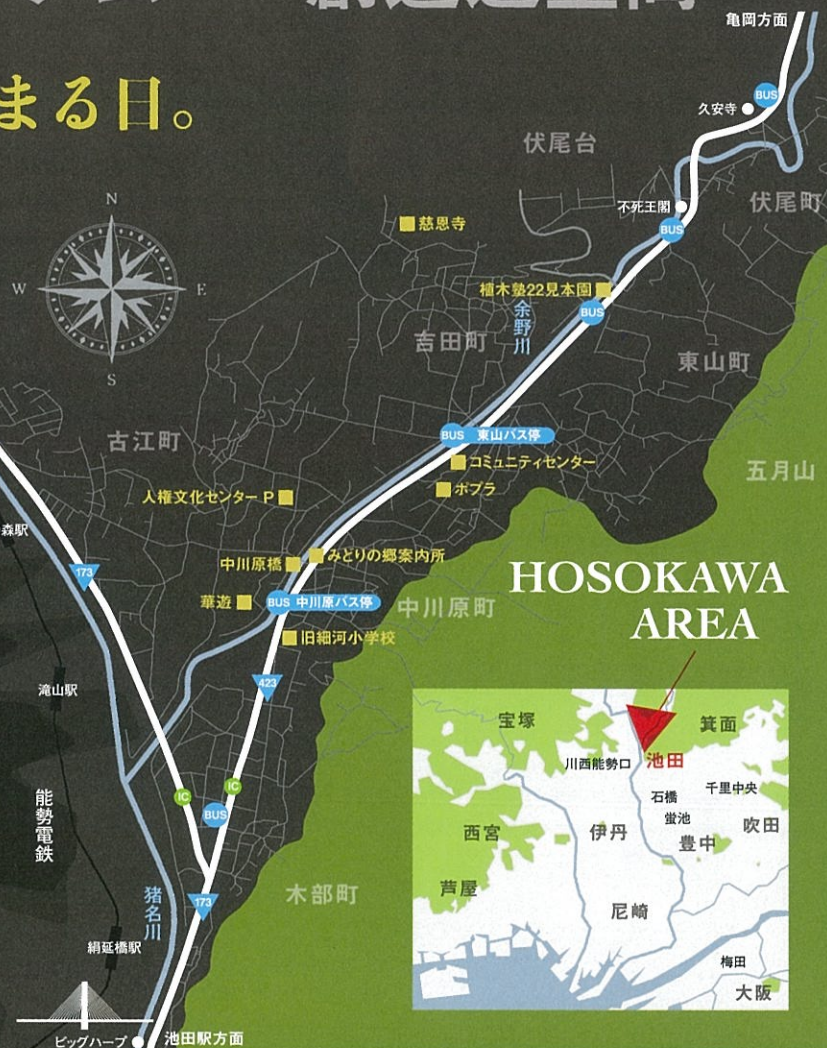 亀岡方面
まる日。
BUS
久安寺
伏尾台
不死王閣
伏尾町
BUS
N
W
E
S
慈恩寺
植木塾22見本園
余野川
BUS
吉田町
東山町
古江町
BUS 東山バス停
コミュニティセンター
ポプラ
五月山
人権文化センター P
森駅
173
中川原橋
みとりの郷案内所
華遊
BUS 中川原バス停
中川原町
旧細河小学校
HOSOKAWA
AREA
滝山駅
423
能勢電鉄
IC
IC
BUS
173
木部町
猪名川
絹延橋駅
ビッグハープ
池田駅方面
宝塚
箕面
川西能勢口
池田
石橋
千里中央
蛍池
西宮
伊丹
豊中
吹田
芦屋
尼崎
梅田
大阪